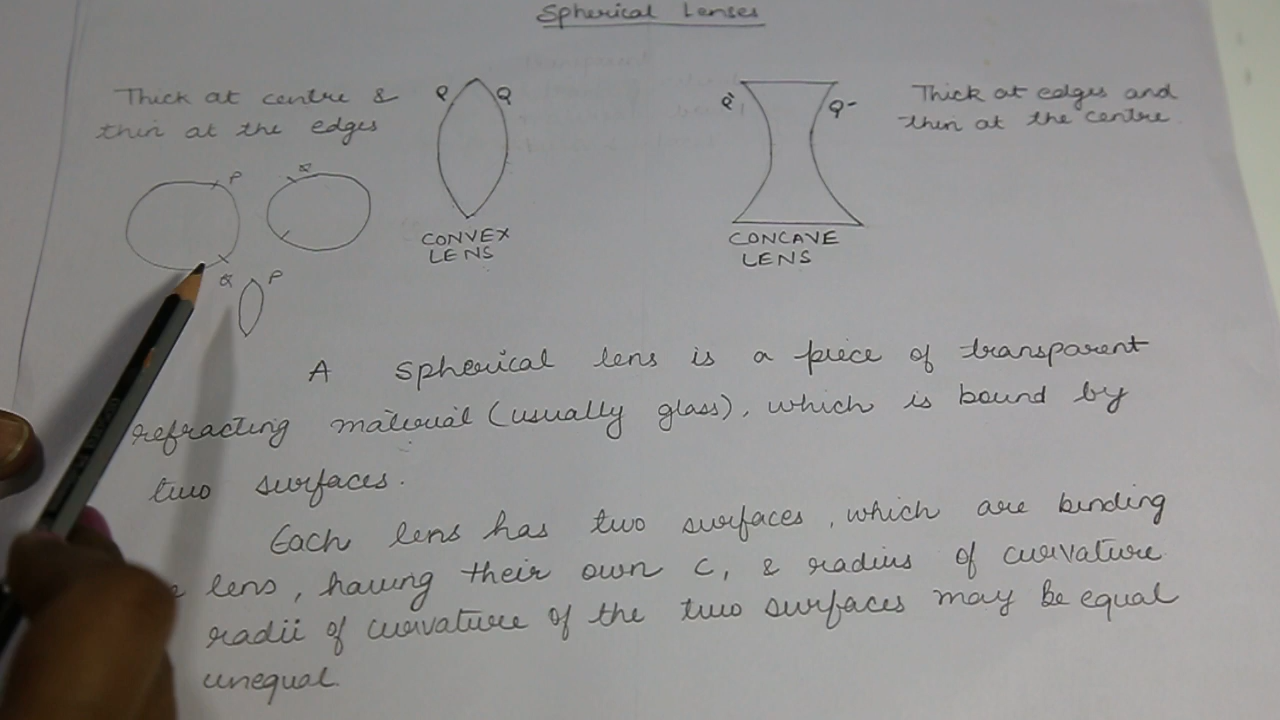 Spherical Lenses
Thick at centre &
thin at the edges
P Q
CONVEX
LENS
P' Q'
CONCAVE
LENS
Thick at edges and
thin at the centre.
P
Q P
A spherical lens is a piece of transparent
refracting material (usually glass), which is bound by
two surfaces.
Each lens has two surfaces, which are binding
lens, having their own C, & radius of curvature
radii of curvature of the two surfaces may be equal
unequal.